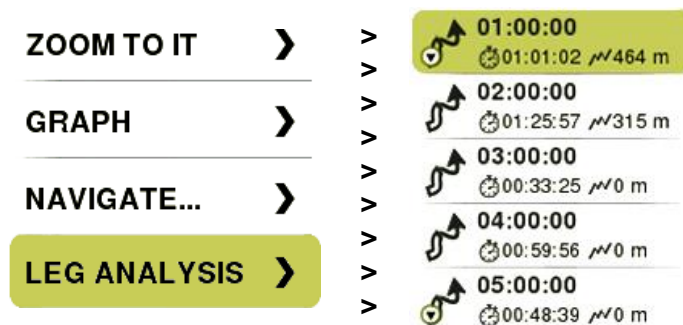 ZOOM TO IT ❯
GRAPH ❯
NAVIGATE... ❯
LEG ANALYSIS ❯
>
>
>
>
>
>
>
>
>
01:00:00
01:01:02 464 m
02:00:00
01:25:57 315 m
03:00:00
00:33:25 0 m
04:00:00
00:59:56 0 m
05:00:00
00:48:39 0 m